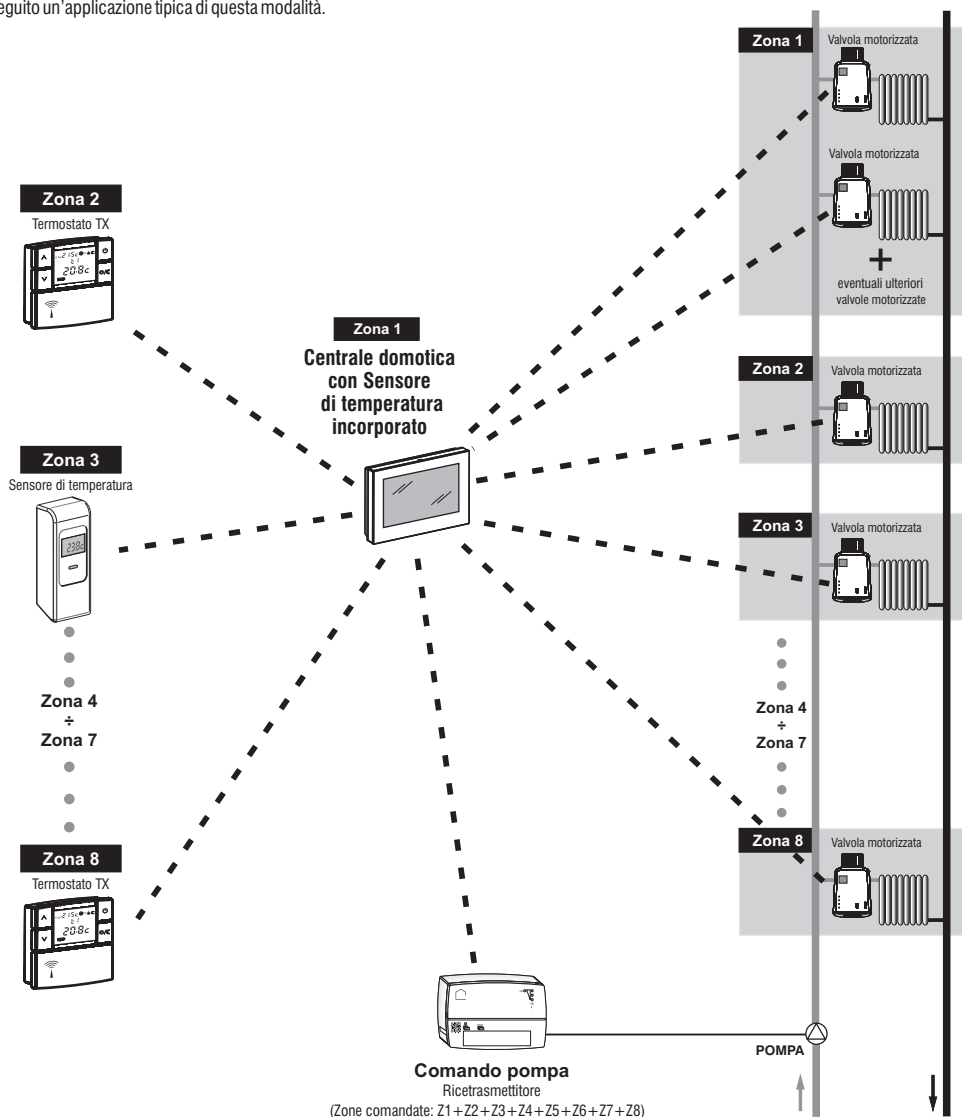 un'applicazione tipica di questa modalità.
Zona 1
Valvola motorizzata
Valvola motorizzata
+
eventuali ulteriori
valvole motorizzate
Zona 2
Termostato TX
20.8c
Zona 1
Centrale domotica
con Sensore
di temperatura
incorporato
Zona 2
Valvola motorizzata
Zona 3
Sensore di temperatura
23.8c
Zona 3
Valvola motorizzata
Zona 4
÷
Zona 7
Zona 4
÷
Zona 7
Zona 8
Termostato TX
20.8c
Zona 8
Valvola motorizzata
POMPA
Comando pompa
Ricetrasmettitore
(Zone comandate: Z1+Z2+Z3+Z4+Z5+Z6+Z7+Z8)